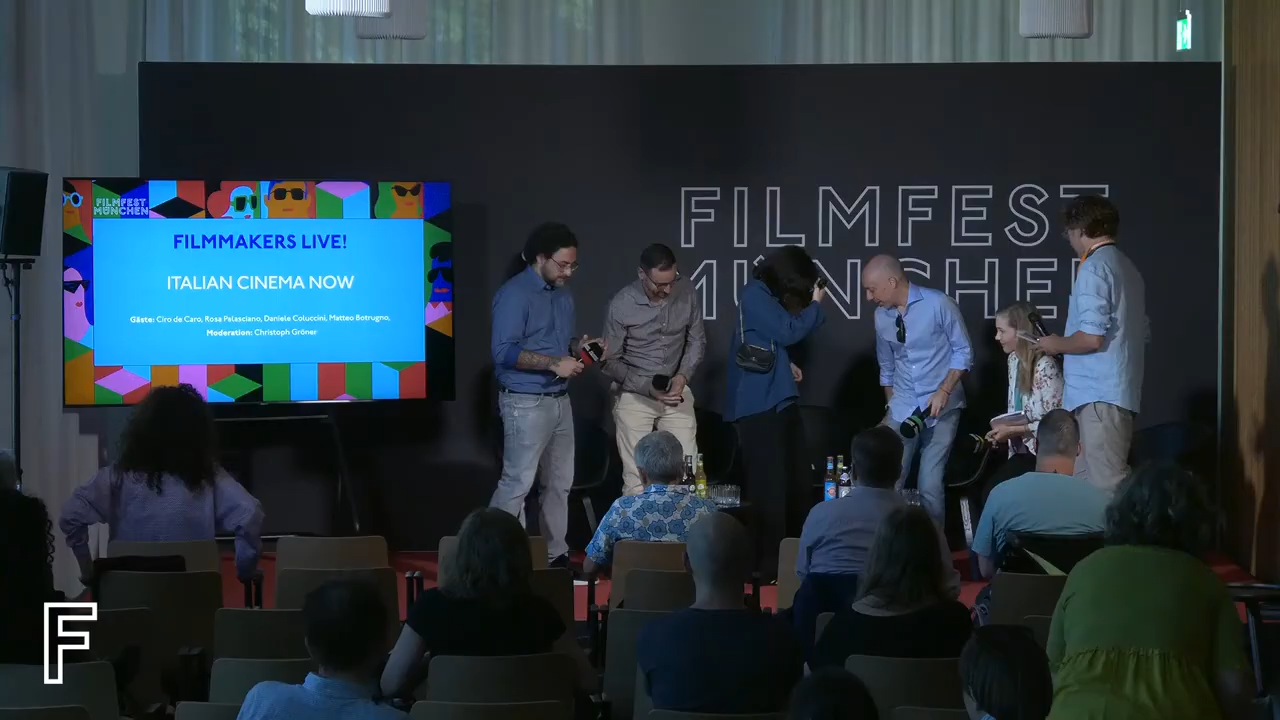 FILMFEST
MÜNCHEN
FILMMAKERS LIVE!
ITALIAN CINEMA NOW
Gäste: Ciro de Caro, Rosa Palasciano, Daniele Coluccini, Matteo Botrugno,
Moderation: Christoph Gröner
FILMFEST
MÜNCHEN
F